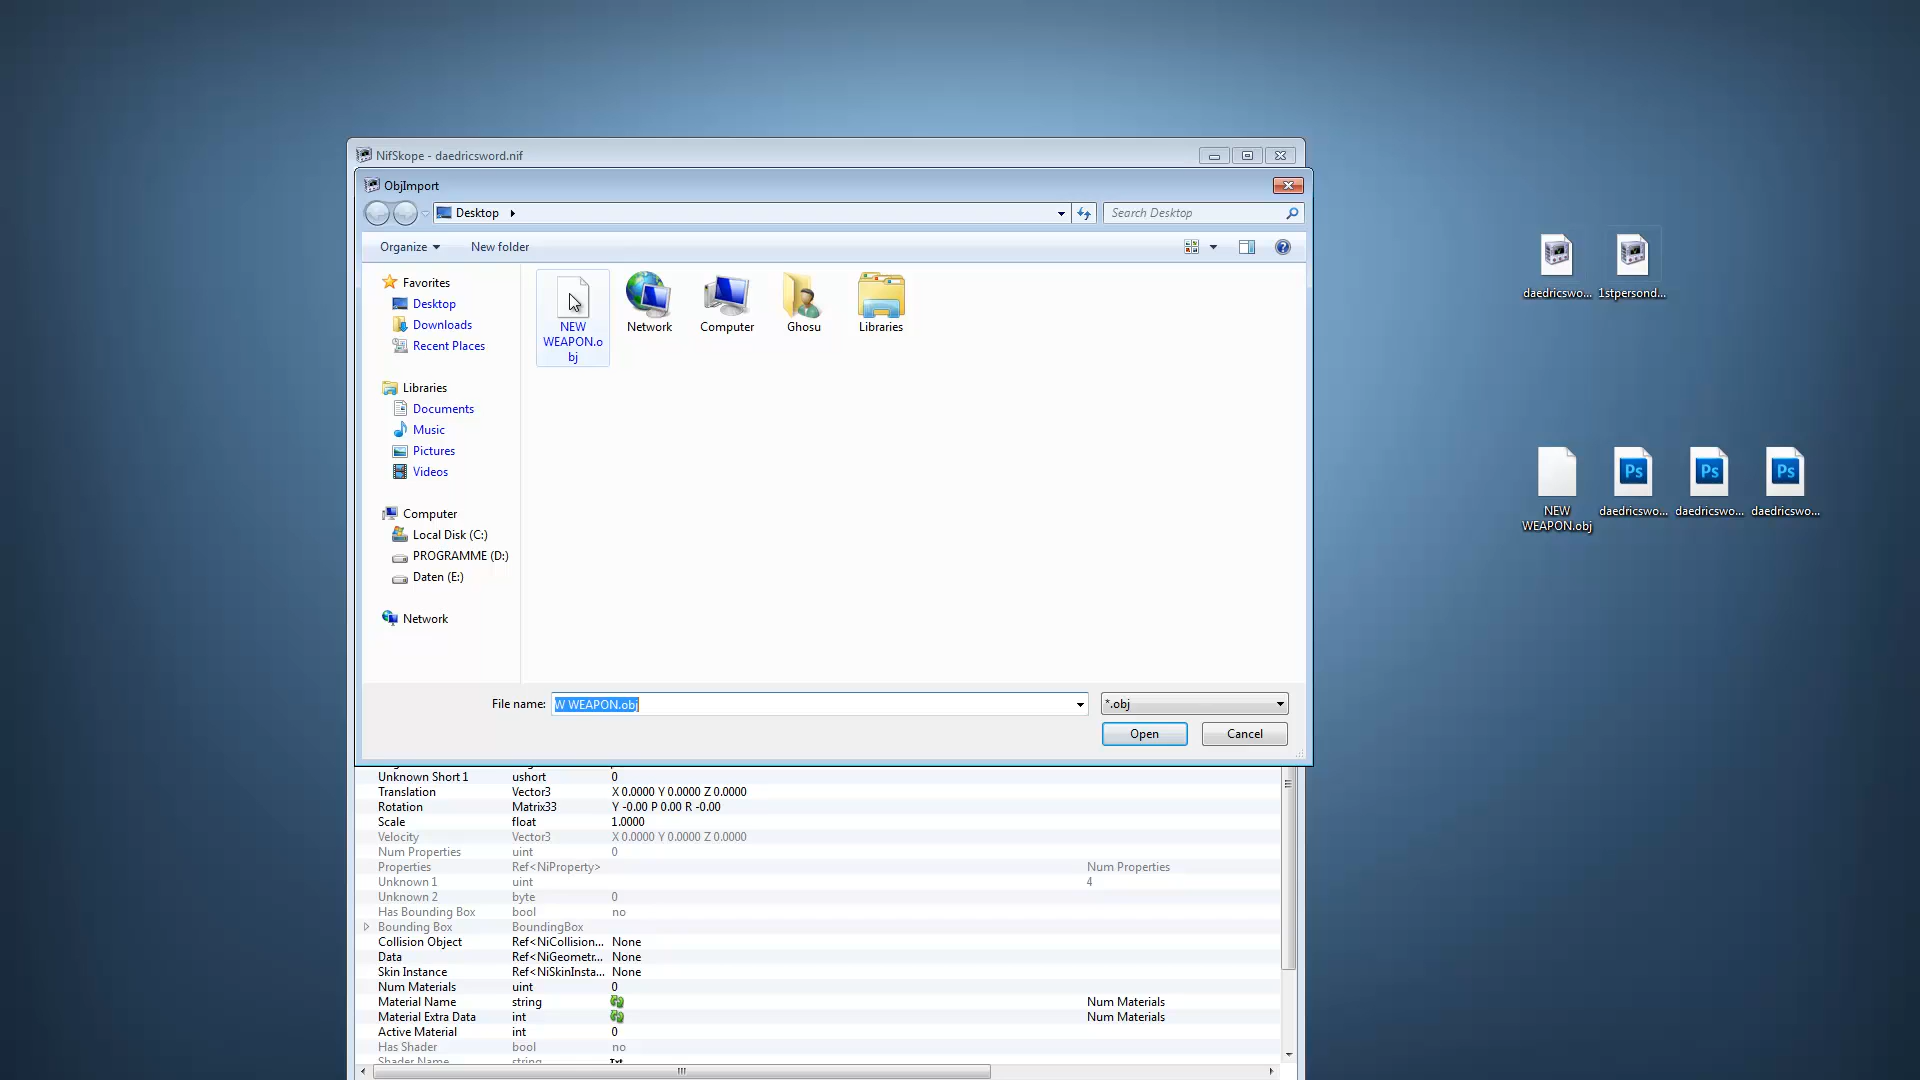 NifSkope - daedricsword.nif
ObjImport
Desktop
Search Desktop
Organize
New folder
Favorites
Desktop
Downloads
Recent Places
Libraries
Documents
Music
Pictures
Videos
Computer
Local Disk (C:)
PROGRAMME (D:)
Daten (E:)
Network
NEW
WEAPON.o
bj
Network
Computer
Ghosu
Libraries
File name: W WEAPON.obj
*.obj
Open
Cancel
Unknown Short 1 ushort 0
Translation Vector3 X 0.0000 Y 0.0000 Z 0.0000
Rotation Matrix33 Y -0.00 P 0.00 R -0.00
Scale float 1.0000
Velocity Vector3 X 0.0000 Y 0.0000 Z 0.0000
Num Properties uint 0
Properties Ref<NiProperty> Num Properties
Unknown 1 uint 4
Unknown 2 byte 0
Has Bounding Box bool no
Bounding Box BoundingBox
Collision Object Ref<NiCollision... None
Data Ref<NiGeometr... None
Skin Instance Ref<NiSkinInsta... None
Num Materials uint 0
Material Name string Num Materials
Material Extra Data int Num Materials
Active Material int 0
Has Shader bool no
Shader Name string Txt
daedricswo...
1stpersond...
NEW
WEAPON.obj
Ps
daedricswo...
Ps
daedricswo...
Ps
daedricswo...